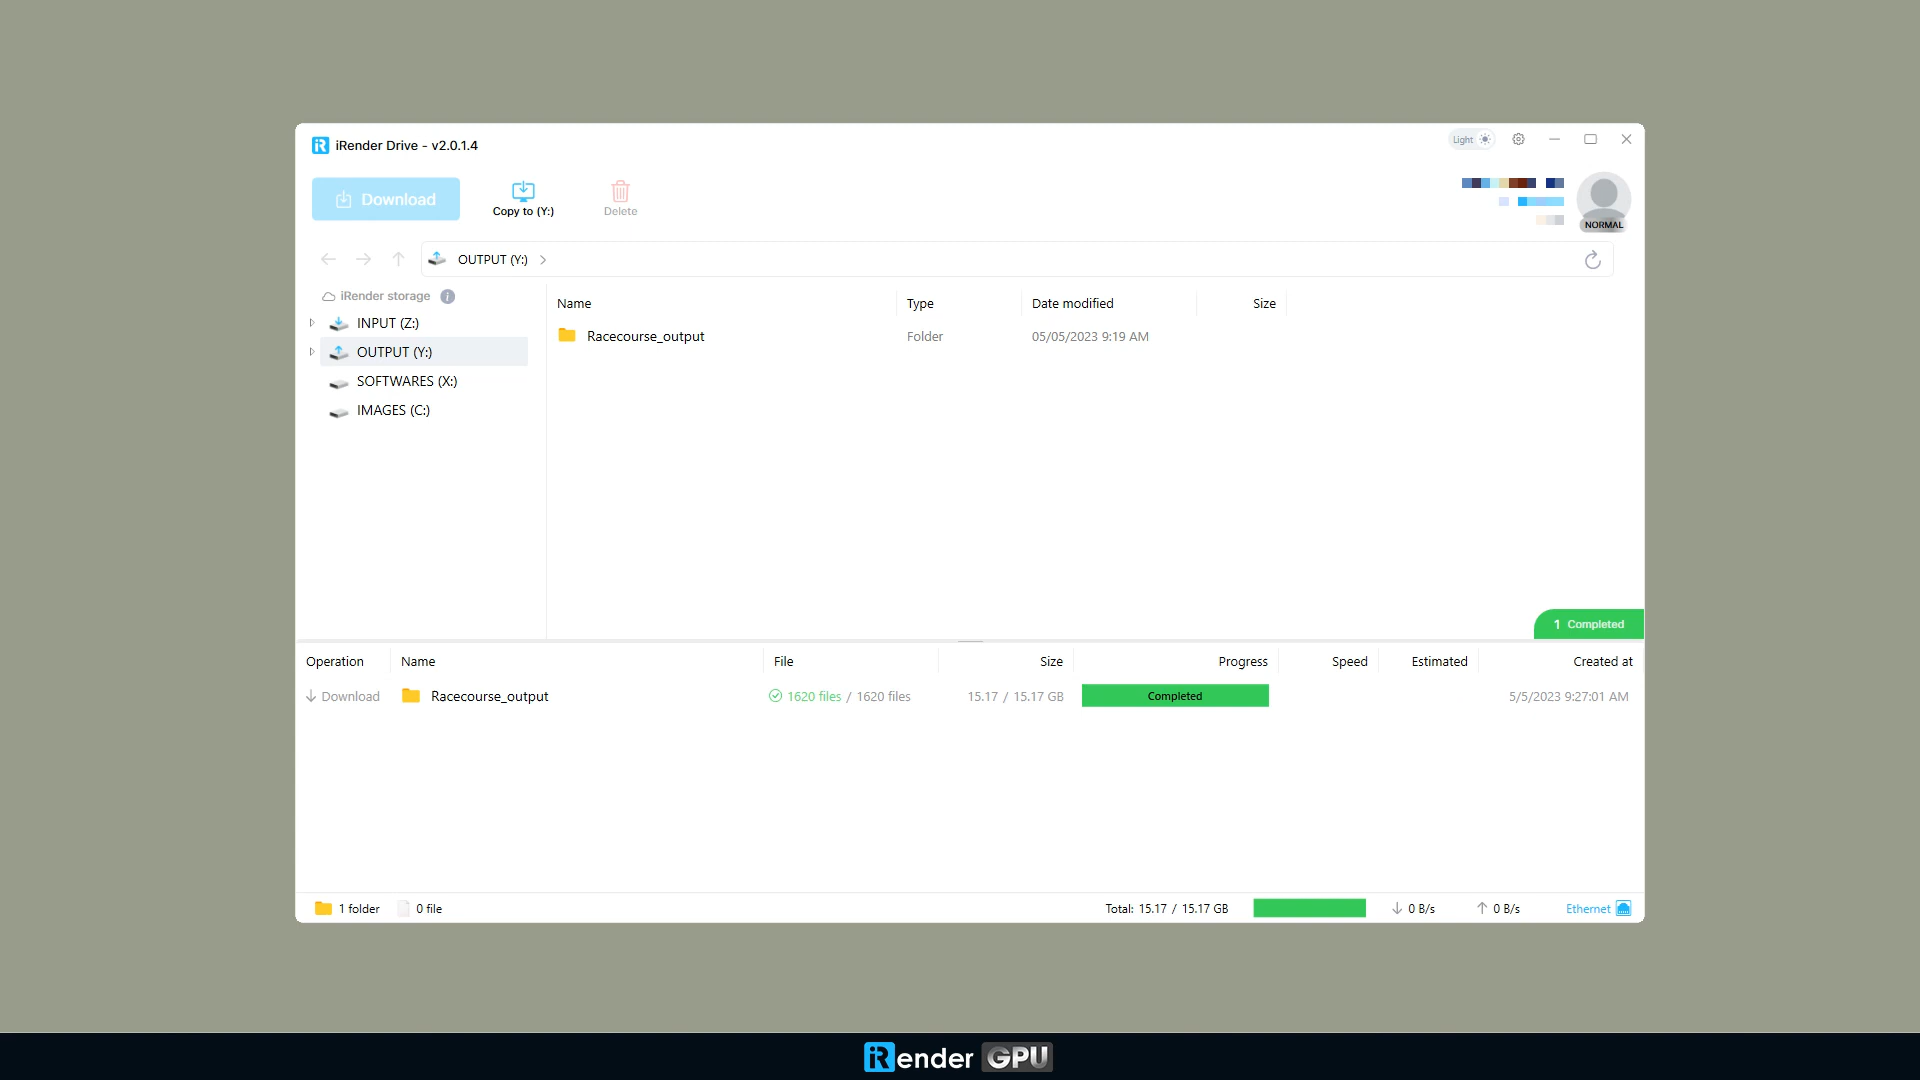 iRender Drive - v2.0.1.4
Light
Download
Copy to (Y:)
Delete
NORMAL
OUTPUT (Y:)
iRender storage
INPUT (Z:)
OUTPUT (Y:)
SOFTWARES (X:)
IMAGES (C:)
Name Type Date modified Size
Racecourse_output Folder 05/05/2023 9:19 AM
1 Completed
Operation Name File Size Progress Speed Estimated Created at
Download Racecourse_output 1620 files / 1620 files 15.17 / 15.17 GB Completed 5/5/2023 9:27:01 AM
1 folder 0 file Total: 15.17 / 15.17 GB 0 B/s 0 B/s Ethernet
iRender GPU